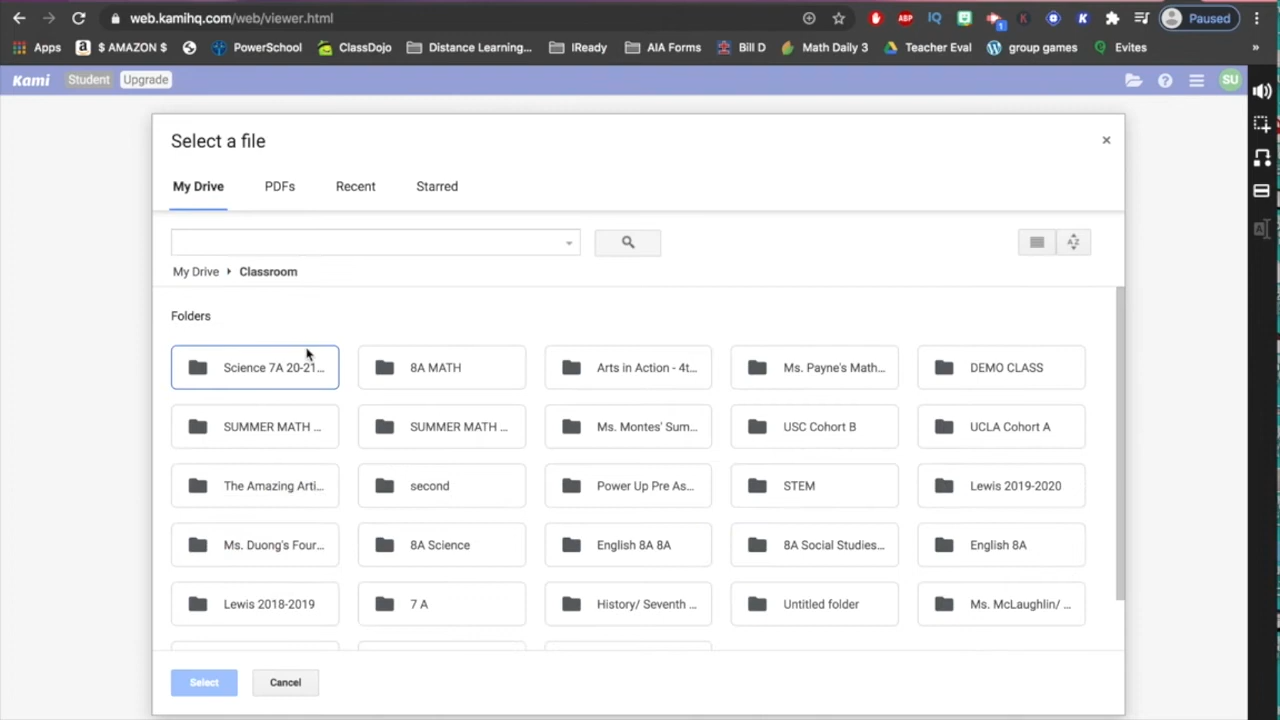 web.kamihq.com/web/viewer.html
ABP
IQ
1
K
K
Paused
Apps
a
$ AMAZON $
PowerSchool
ClassDojo
Distance Learning...
IReady
AIA Forms
Bill D
Math Daily 3
Teacher Eval
group games
Evites
»
Kami
Student
Upgrade
?
SU
Select a file
×
My Drive
PDFs
Recent
Starred
My Drive
Classroom
A-Z
Folders
Science 7A 20-21...
8A MATH
Arts in Action - 4t...
Ms. Payne's Math...
DEMO CLASS
SUMMER MATH ...
SUMMER MATH ...
Ms. Montes' Sum...
USC Cohort B
UCLA Cohort A
The Amazing Arti...
second
Power Up Pre As...
STEM
Lewis 2019-2020
Ms. Duong's Four...
8A Science
English 8A 8A
8A Social Studies...
English 8A
Lewis 2018-2019
7 A
History/ Seventh ...
Untitled folder
Ms. McLaughlin/ ...
Select
Cancel